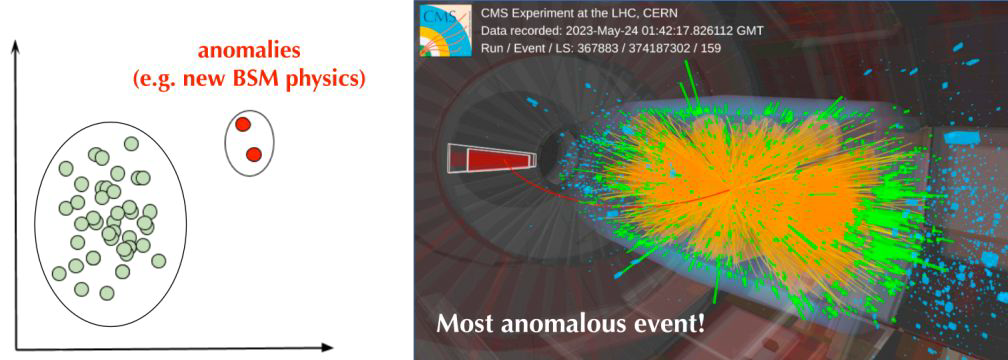 anomalies
(e.g. new BSM physics)
CMS
CMS Experiment at the LHC, CERN
Data recorded: 2023-May-24 01:42:17.826112 GMT
Run / Event / LS: 367883 / 374187302 / 159
Most anomalous event!